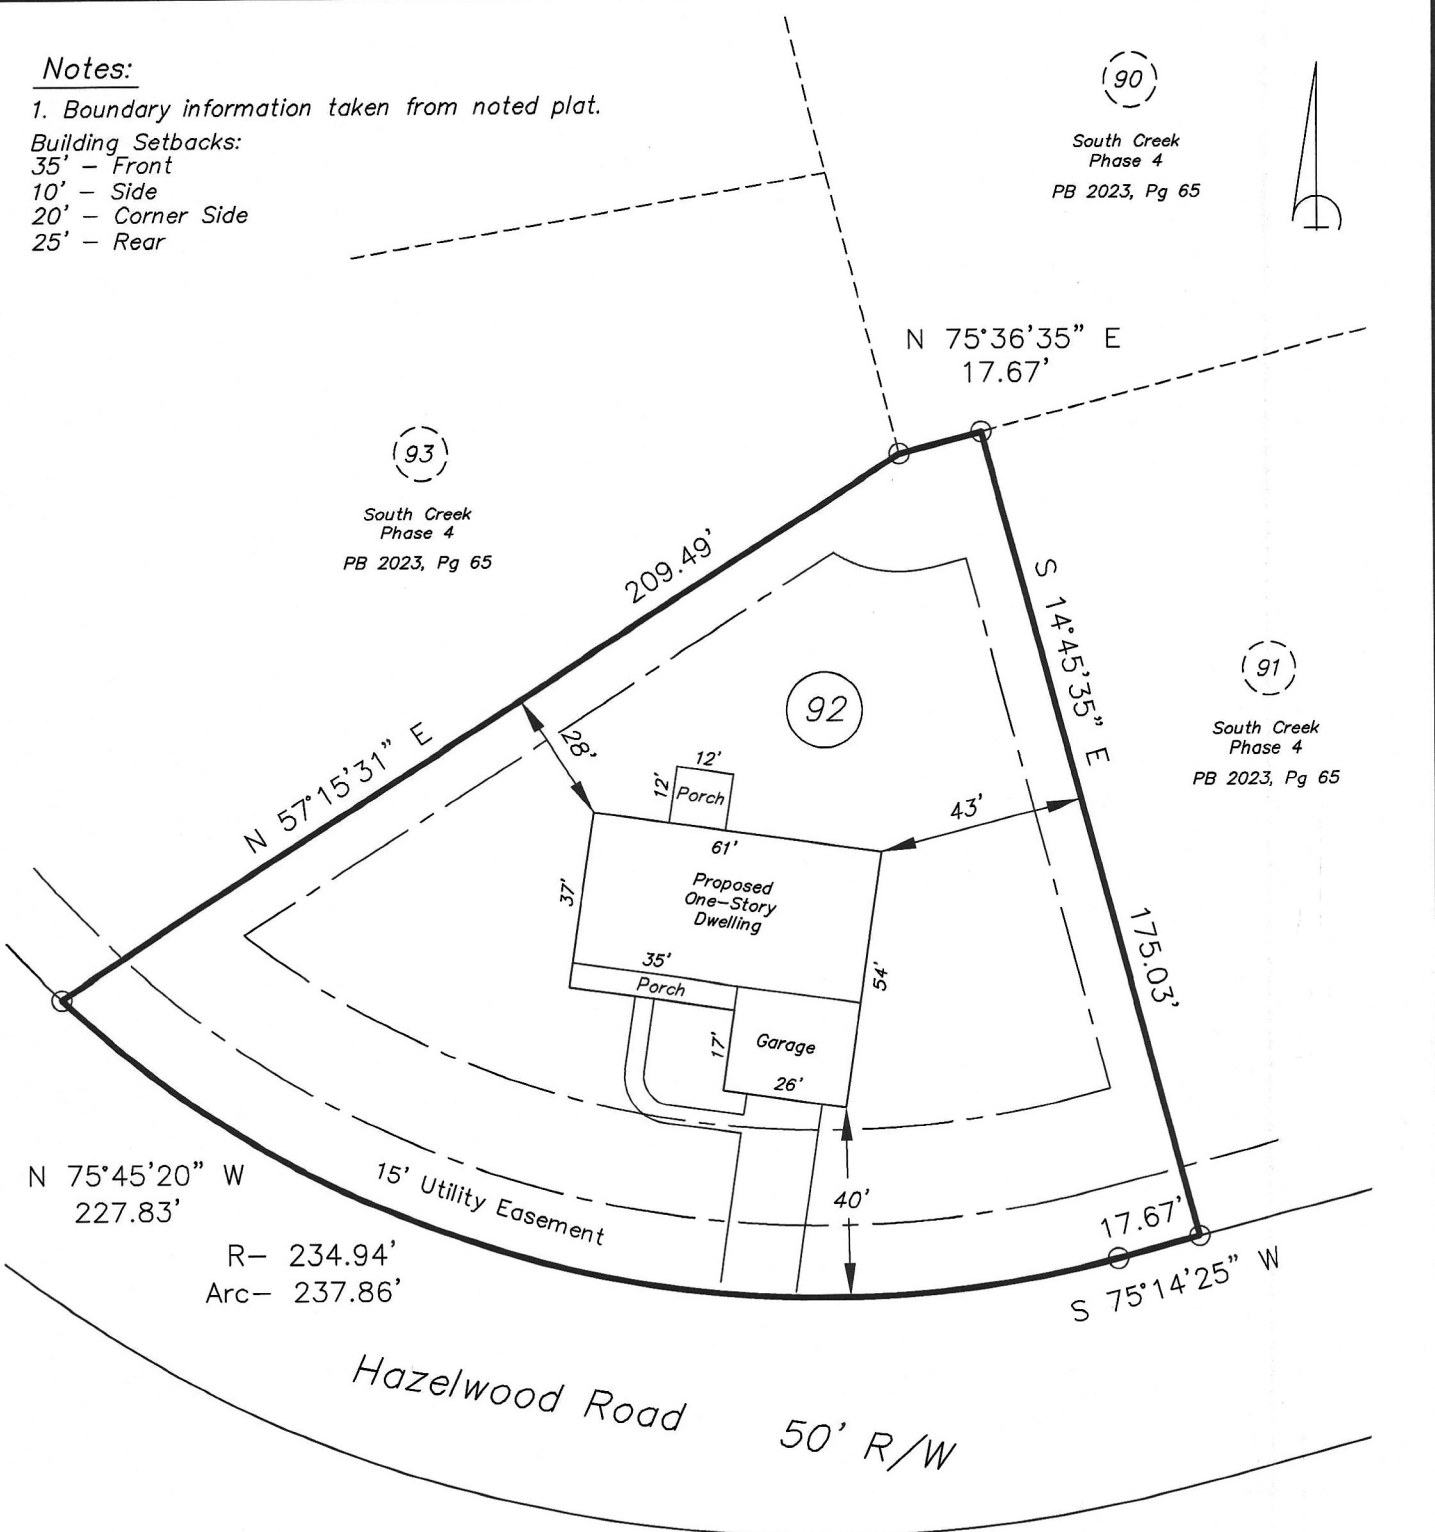 Notes:
1. Boundary information taken from noted plat.
Building Setbacks:
35' - Front
10' - Side
20' - Corner Side
25' - Rear
90
South Creek
Phase 4
PB 2023, Pg 65
N 75°36'35" E
17.67'
93
South Creek
Phase 4
PB 2023, Pg 65
209.49'
N 57°15'31" E
S 14°45'35" E
175.03'
91
South Creek
Phase 4
PB 2023, Pg 65
92
28'
12'
12'
Porch
43'
61'
37'
Proposed
One-Story
Dwelling
35'
Porch
54'
17'
Garage
26'
40'
15' Utility Easement
N 75°45'20" W
227.83'
R- 234.94'
Arc- 237.86'
17.67'
S 75°14'25" W
Hazelwood Road 50' R/W